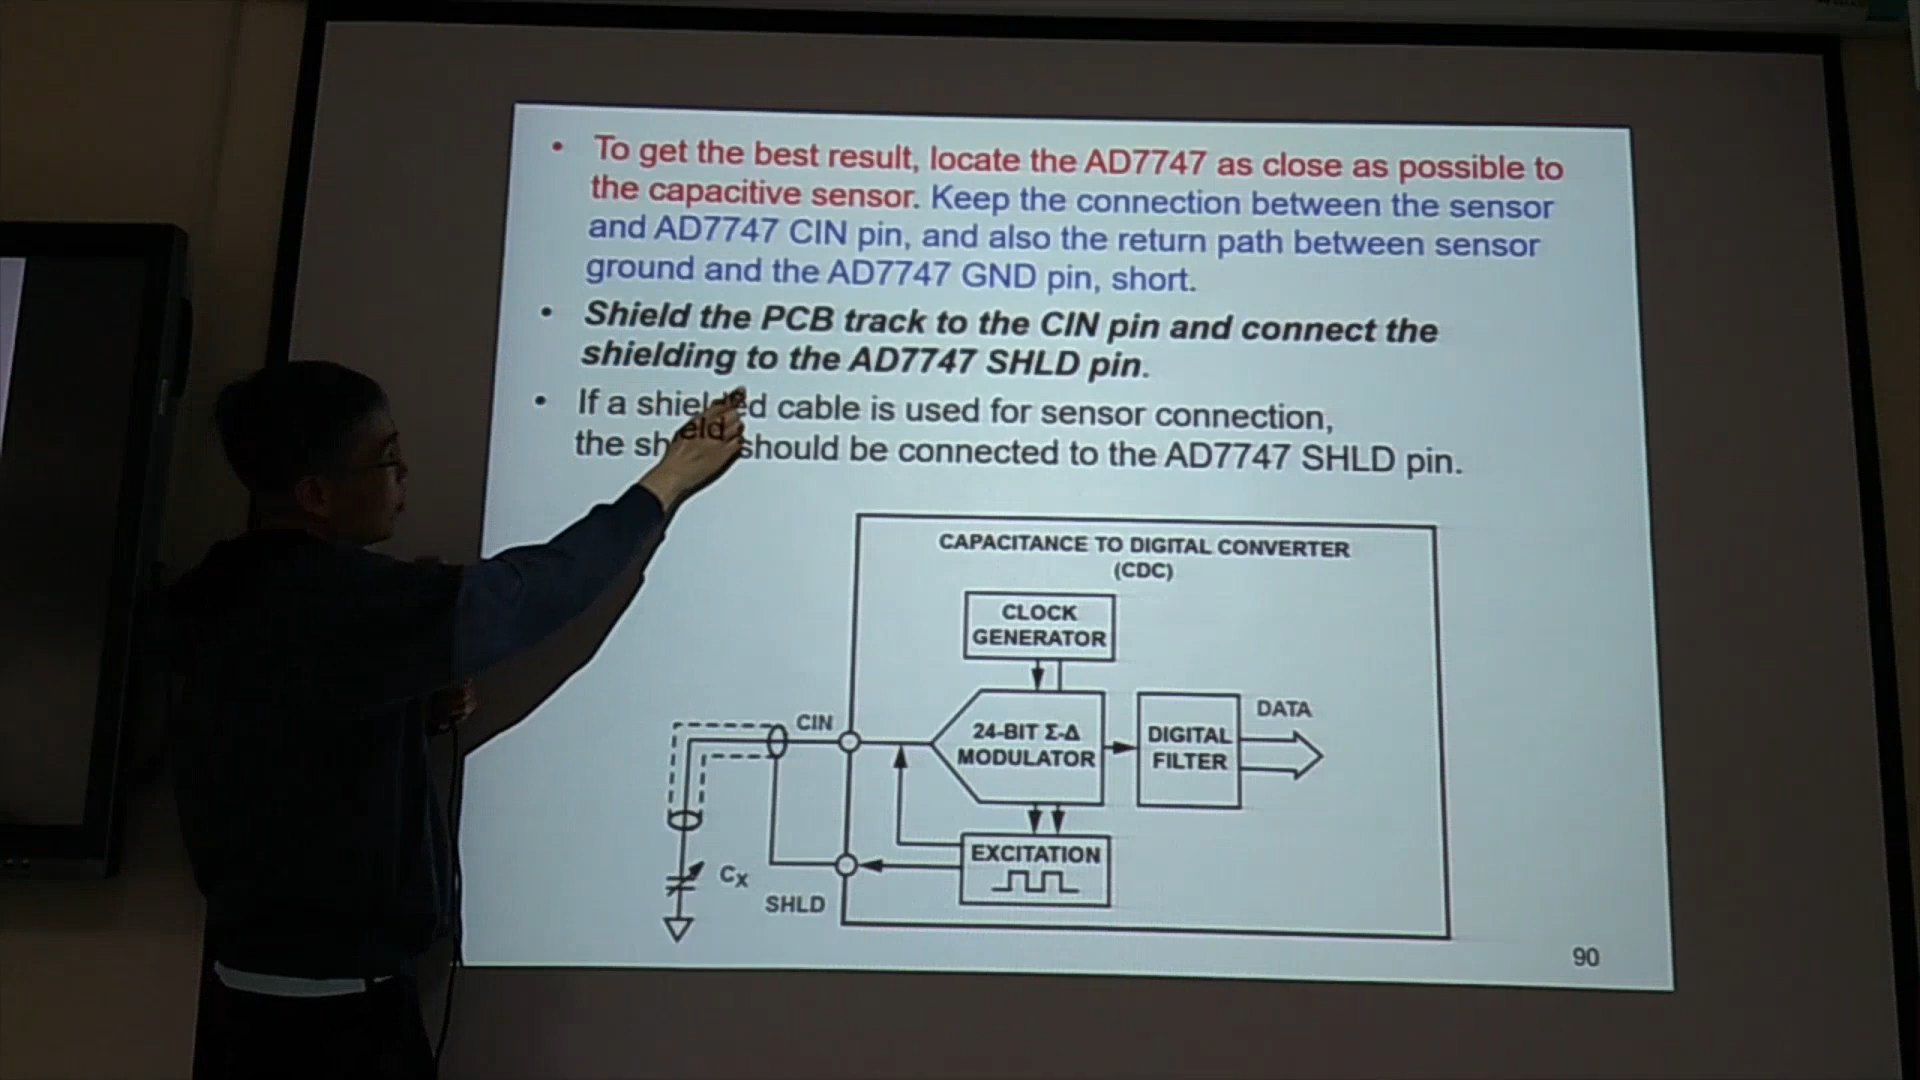 • To get the best result, locate the AD7747 as close as possible to
the capacitive sensor. Keep the connection between the sensor
and AD7747 CIN pin, and also the return path between sensor
ground and the AD7747 GND pin, short.
• Shield the PCB track to the CIN pin and connect the
shielding to the AD7747 SHLD pin.
• If a shielded cable is used for sensor connection,
the shield should be connected to the AD7747 SHLD pin.
CAPACITANCE TO DIGITAL CONVERTER
(CDC)
CLOCK
GENERATOR
CIN
24-BIT Σ-Δ
MODULATOR
DIGITAL
FILTER
DATA
EXCITATION
CX
SHLD
90